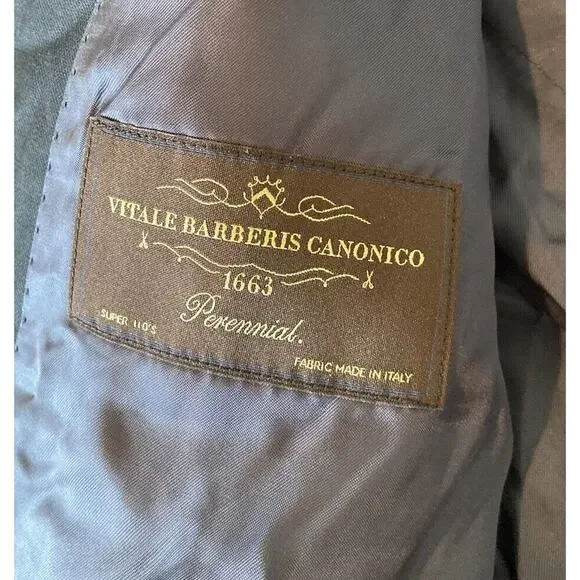 VITALE BARBERIS CANONICO
1663
Perennial.
SUPER 110'S
FABRIC MADE IN ITALY